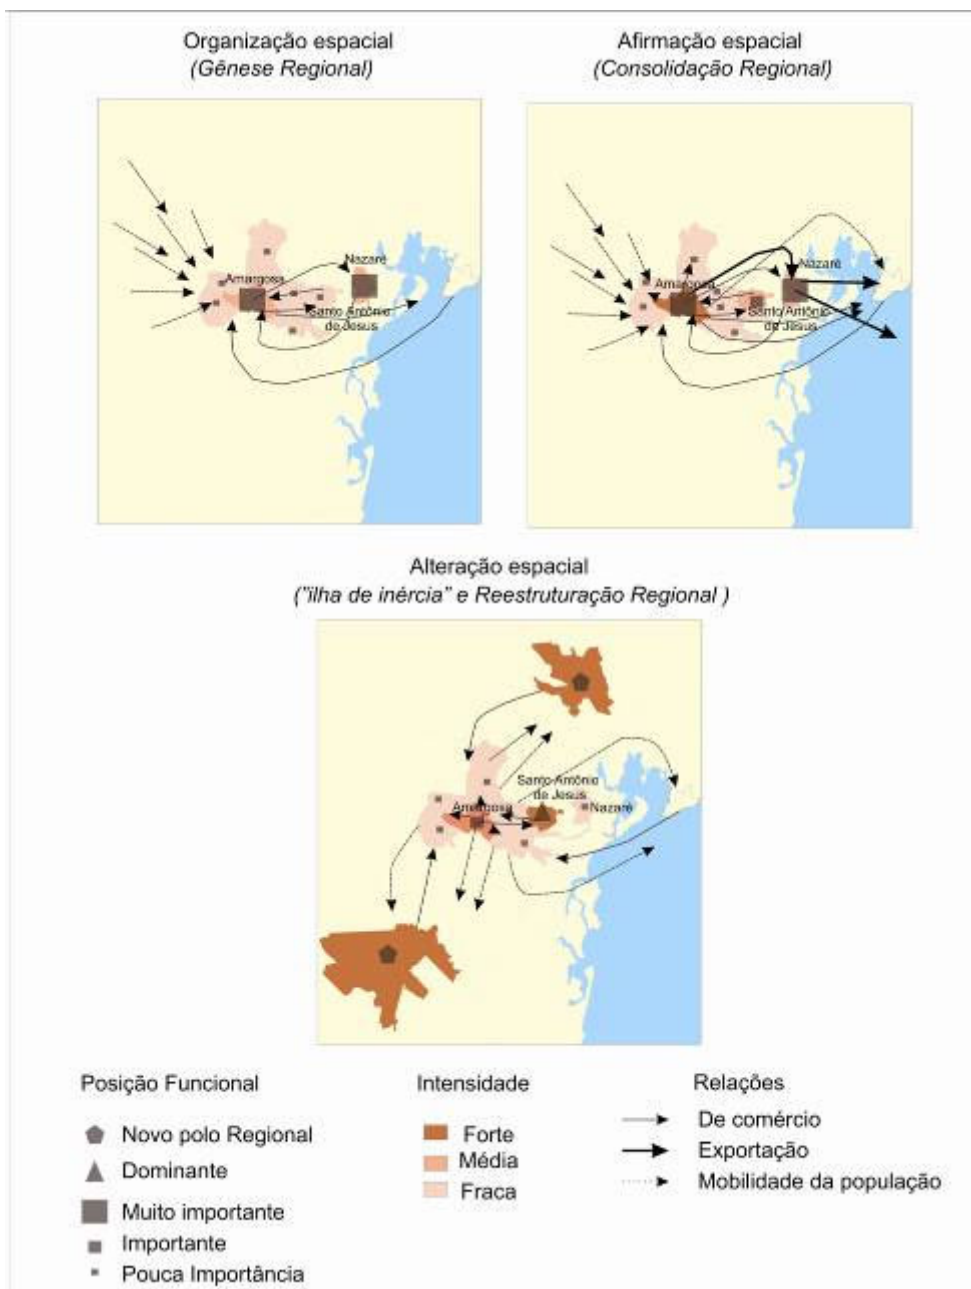 Organização espacial
(Gênese Regional)
Afirmação espacial
(Consolidação Regional)
Nazaré
Amargosa
Santo Antônio
de Jesus
Nazaré
Amargosa
Santo Antônio
de Jesus
Alteração espacial
("ilha de inércia" e Reestruturação Regional )
Santo Antônio
de Jesus
Amargosa
Nazaré
Posição Funcional
Novo polo Regional
Dominante
Muito importante
Importante
Pouca Importância
Intensidade
Forte
Média
Fraca
Relações
De comércio
Exportação
Mobilidade da população